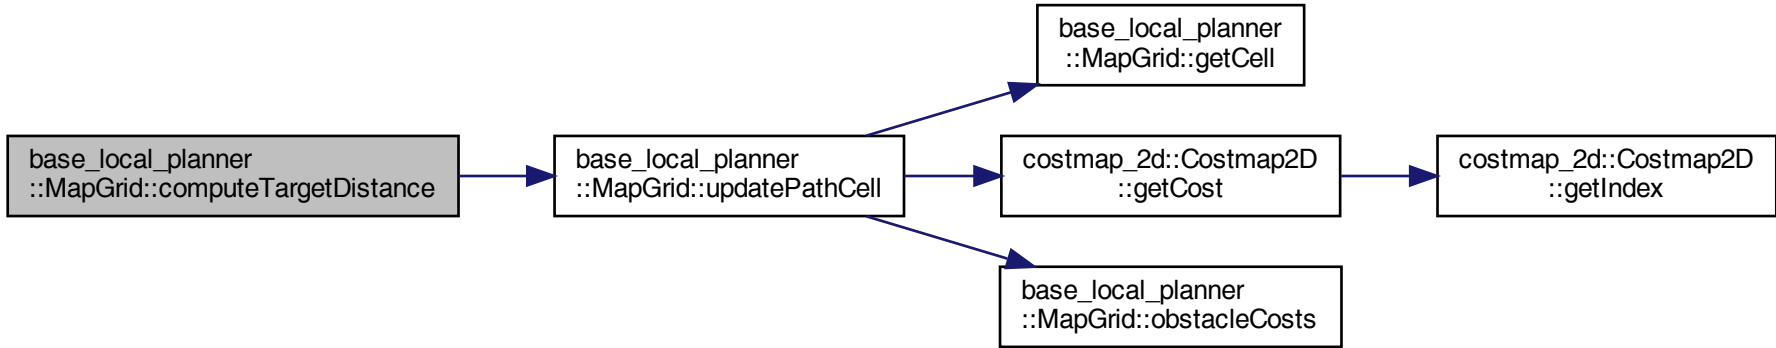 base_local_planner
::MapGrid::computeTargetDistance
base_local_planner
::MapGrid::updatePathCell
base_local_planner
::MapGrid::getCell
costmap_2d::Costmap2D
::getCost
base_local_planner
::MapGrid::obstacleCosts
costmap_2d::Costmap2D
::getIndex